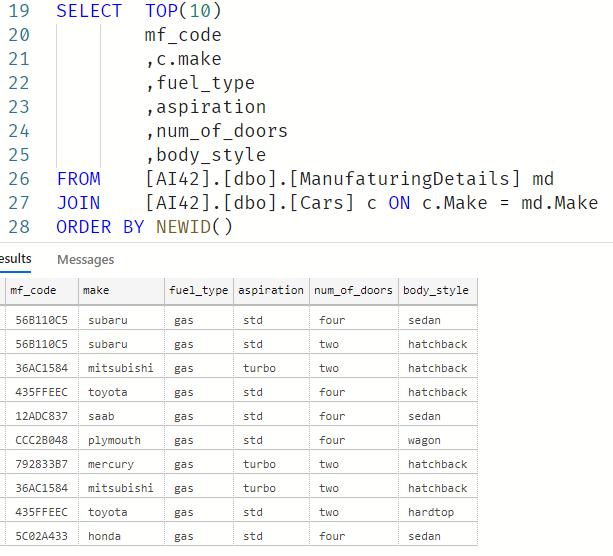 19 SELECT TOP(10)
20 mf_code
21 ,c.make
22 ,fuel_type
23 ,aspiration
24 ,num_of_doors
25 ,body_style
26 FROM [AI42].[dbo].[ManufaturingDetails] md
27 JOIN [AI42].[dbo].[Cars] c ON c.Make = md.Make
28 ORDER BY NEWID()
esults Messages
mf_code make fuel_type aspiration num_of_doors body_style
56B110C5 subaru gas std four sedan
56B110C5 subaru gas std two hatchback
36AC1584 mitsubishi gas turbo two hatchback
435FFEEC toyota gas std four hatchback
12ADC837 saab gas std four sedan
CCC2B048 plymouth gas std four wagon
792833B7 mercury gas turbo two hatchback
36AC1584 mitsubishi gas turbo two hatchback
435FFEEC toyota gas std two hardtop
5C02A433 honda gas std four sedan